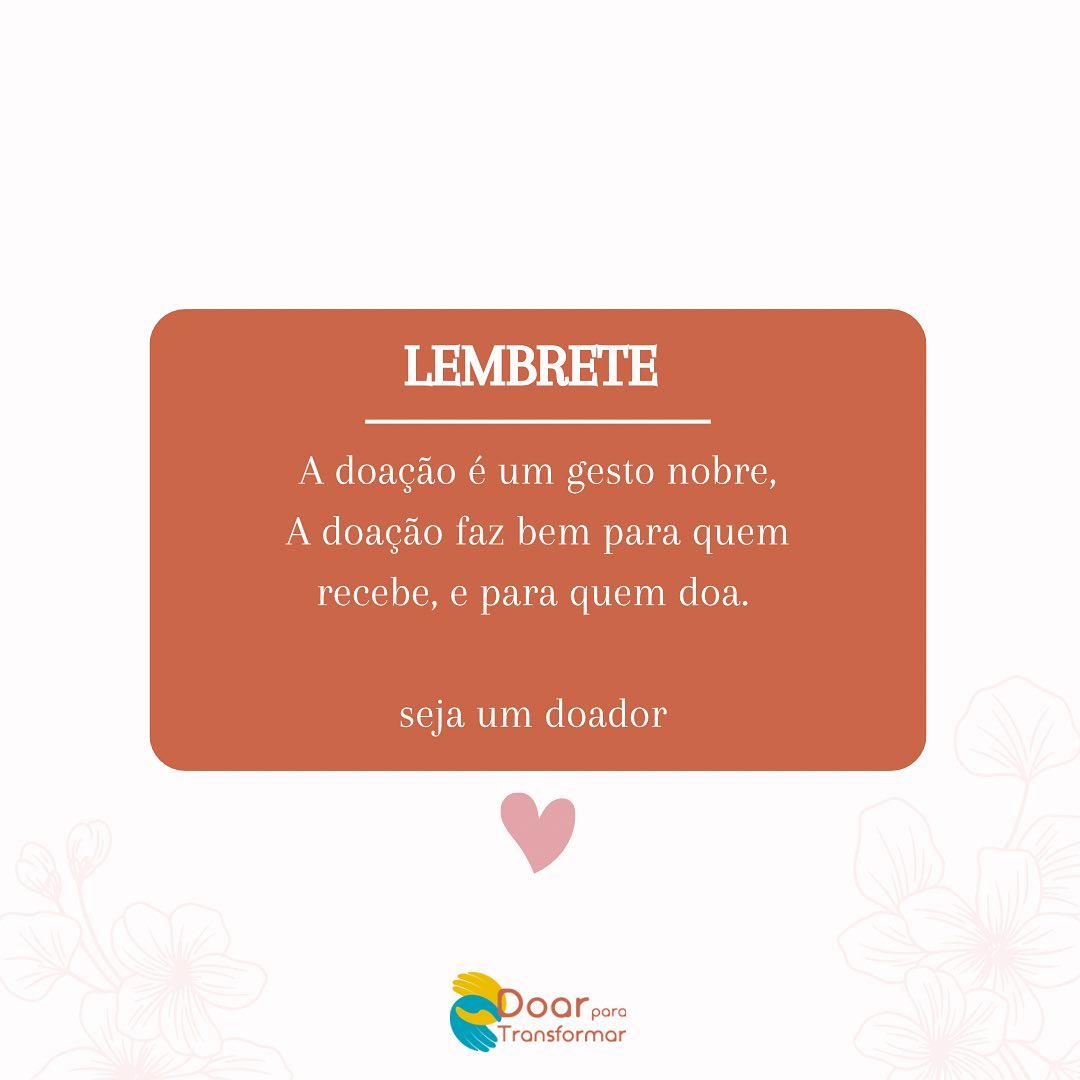 LEMBRETE
A doação é um gesto nobre,
A doação faz bem para quem
recebe, e para quem doa.
seja um doador
Doar para
Transformar